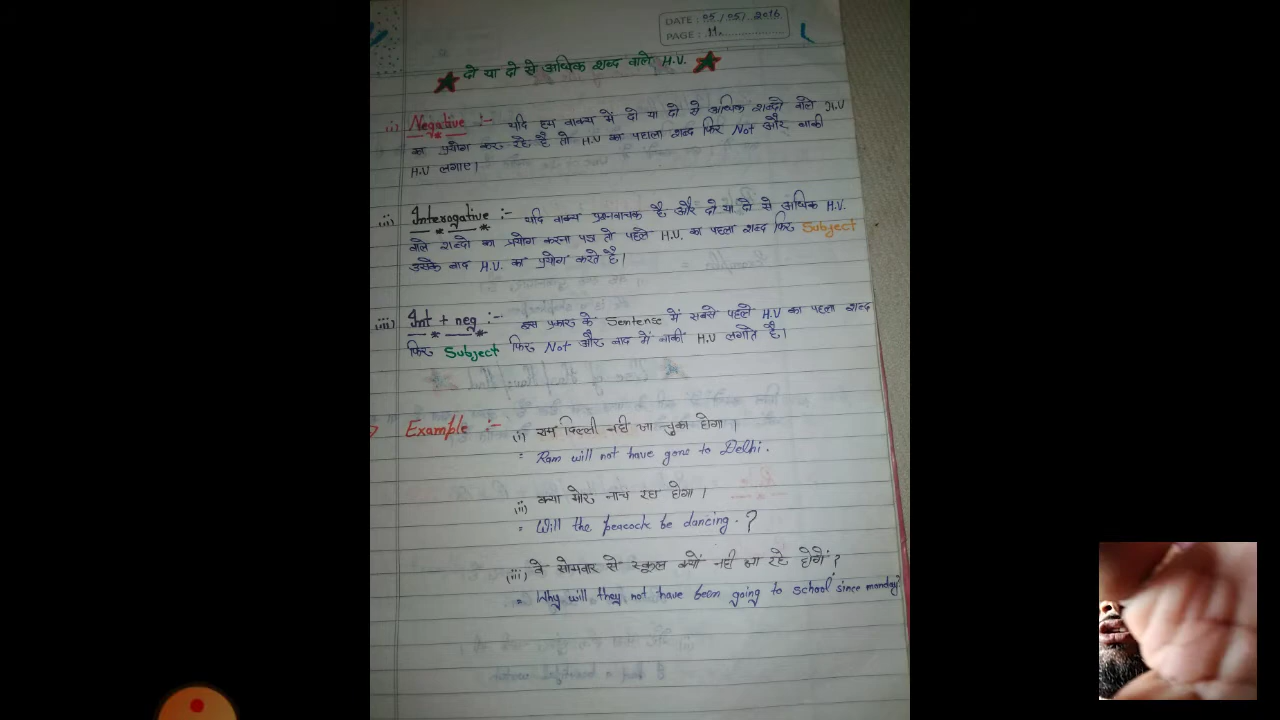 DATE : 05/05/2016
PAGE : 11.
दो या दो से अधिक शब्द वाले H.V.
i) Negative :- यदि हम वाक्य में दो या दो से अधिक शब्दो वाले H.V
का प्रयोग कर रहे है तो H.V का पहला शब्द फिर Not और बाकी
H.V लगाए।
ii) Interogative :- यदि वाक्य प्रश्नवाचक है और दो या दो से अधिक H.V.
वाले शब्दो का प्रयोग करना पड़ा तो पहले H.V. का पहला शब्द फिर Subject
उसके बाद H.V. का प्रयोग करते है।
iii) Int + neg :- इस प्रकार के Sentence में सबसे पहले H.V का पहला शब्द
फिर Subject फिर Not और बाद में बाकी H.V लगाते है।
Example :- (i) राम दिल्ली नही जा चुका होगा।
= Ram will not have gone to Delhi.
(ii) क्या मोर नाच रहा होगा।
= Will the peacock be dancing. ?
(iii) वे सोमवार से स्कूल क्यों नही जा रहे होगें?
= Why will they not have been going to school since monday?